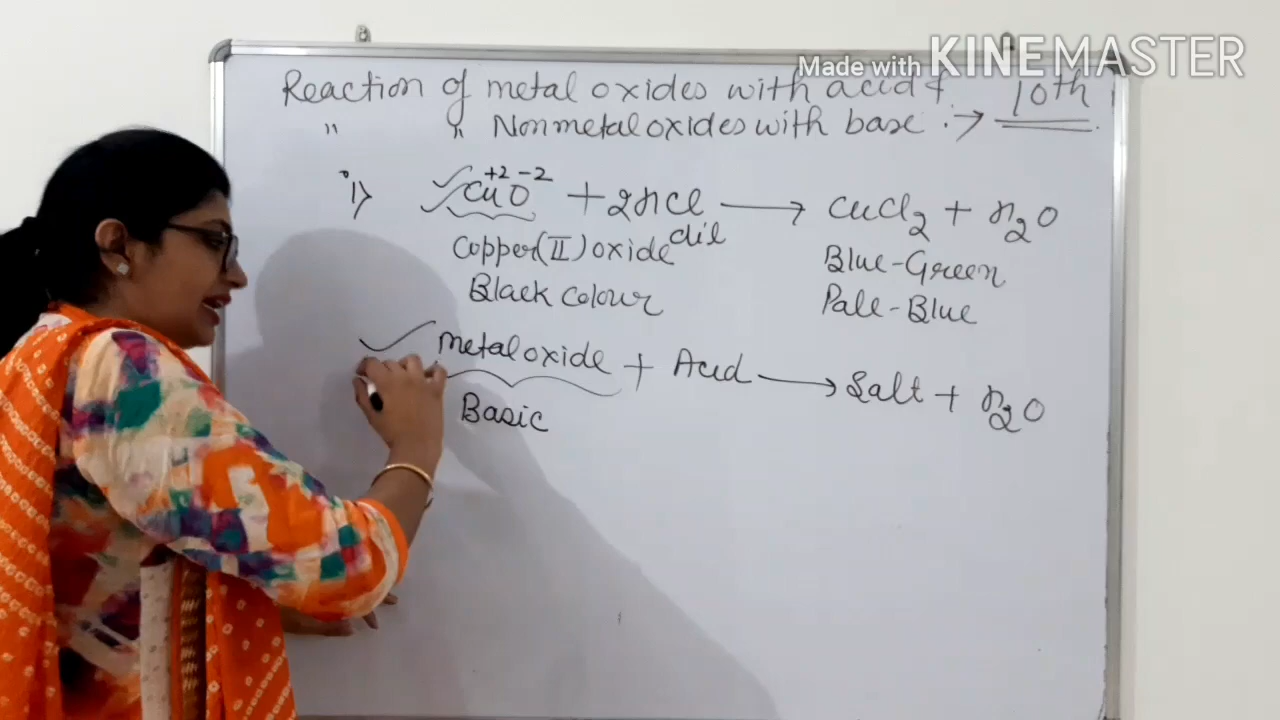 Made with KINEMASTER
Reaction of metal oxides with acid & 10th
" " Nonmetal oxides with base :→
1) CuO +2 -2 + 2HCl dil ⟶ CuCl2 + H2O
Copper(II) oxide Blue-Green
Black colour Pale-Blue
Metal oxide + Acid ⟶ Salt + H2O
Basic